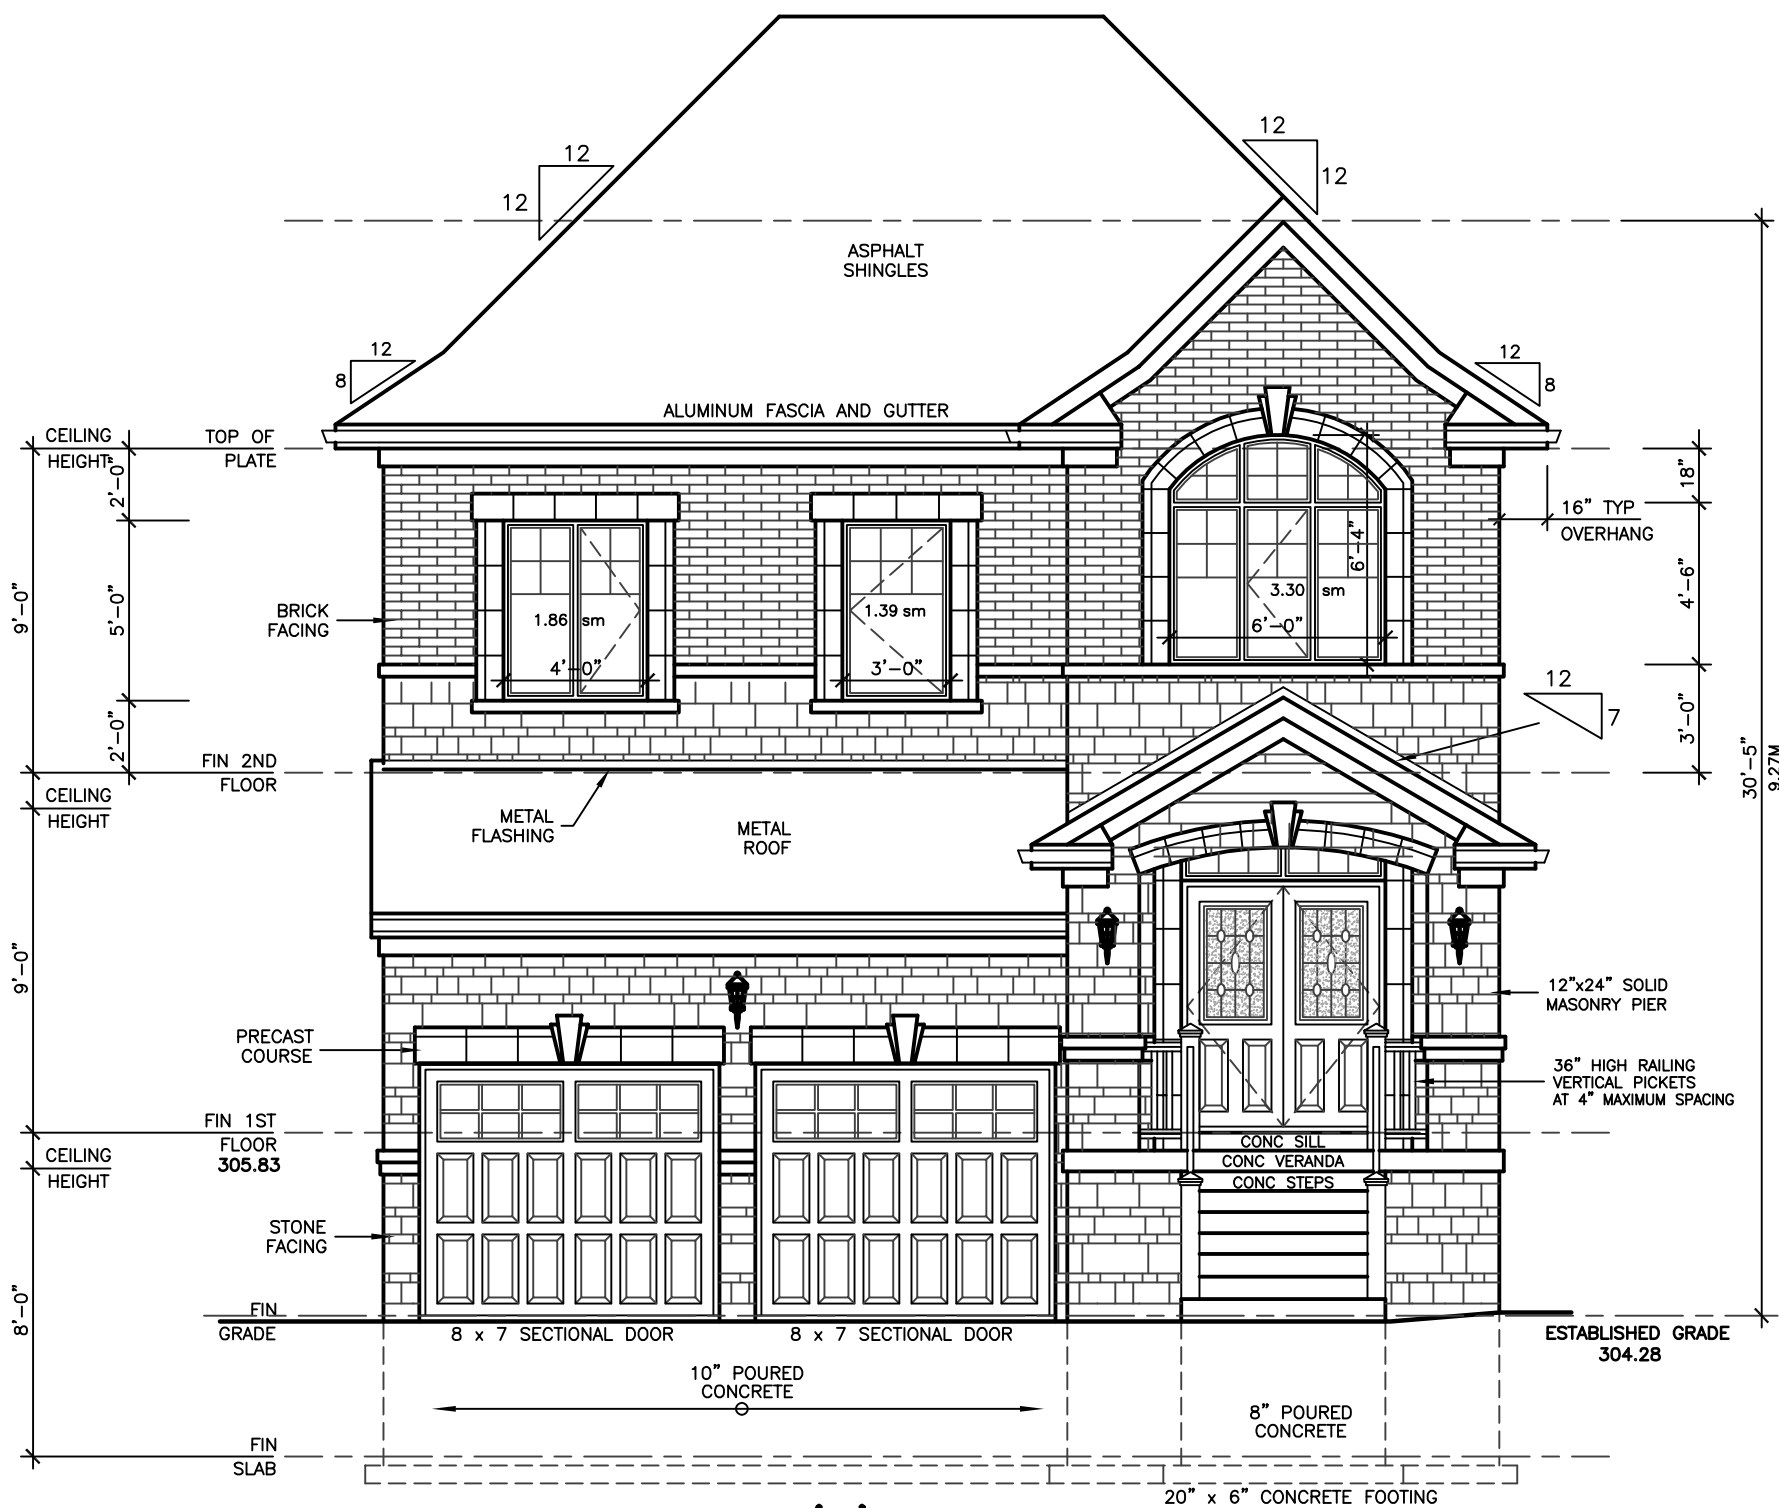 12
12
12
12
ASPHALT
SHINGLES
12
8
12
8
ALUMINUM FASCIA AND GUTTER
CEILING
HEIGHT
TOP OF
PLATE
2'-0"
18"
16" TYP
OVERHANG
6'-4"
9'-0"
5'-0"
4'-6"
BRICK
FACING
1.86 sm
1.39 sm
3.30 sm
6'-0"
4'-0"
3'-0"
12
7
2'-0"
3'-0"
FIN 2ND
FLOOR
30'-5"
9.27M
CEILING
HEIGHT
METAL
FLASHING
METAL
ROOF
9'-0"
12"x24" SOLID
MASONRY PIER
PRECAST
COURSE
36" HIGH RAILING
VERTICAL PICKETS
AT 4" MAXIMUM SPACING
FIN 1ST
FLOOR
305.83
CEILING
HEIGHT
CONC SILL
CONC VERANDA
CONC STEPS
STONE
FACING
8'-0"
FIN
GRADE
8 x 7 SECTIONAL DOOR
8 x 7 SECTIONAL DOOR
ESTABLISHED GRADE
304.28
10" POURED
CONCRETE
8" POURED
CONCRETE
FIN
SLAB
20" x 6" CONCRETE FOOTING